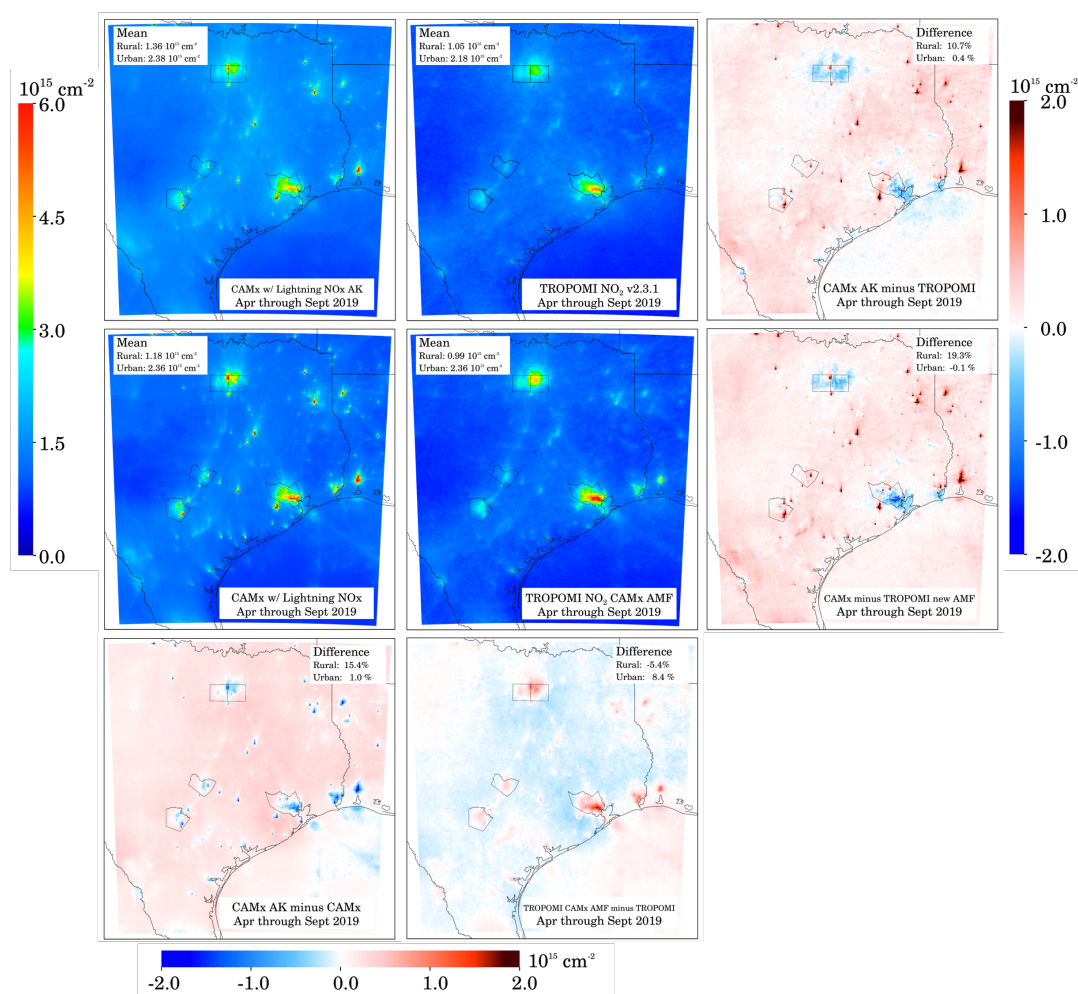 Mean
Rural: 1.36 10¹⁵ cm⁻²
Urban: 2.38 10¹⁵ cm⁻²
CAMx w/ Lightning NOx AK
Apr through Sept 2019
Mean
Rural: 1.05 10¹⁵ cm⁻²
Urban: 2.18 10¹⁵ cm⁻²
TROPOMI NO₂ v2.3.1
Apr through Sept 2019
Difference
Rural: 10.7%
Urban: 0.4 %
CAMx AK minus TROPOMI
Apr through Sept 2019
10¹⁵ cm⁻²
6.0
4.5
3.0
1.5
0.0
10¹⁵ cm⁻²
2.0
1.0
0.0
-1.0
-2.0
Mean
Rural: 1.18 10¹⁵ cm⁻²
Urban: 2.36 10¹⁵ cm⁻²
CAMx w/ Lightning NOx
Apr through Sept 2019
Mean
Rural: 0.99 10¹⁵ cm⁻²
Urban: 2.36 10¹⁵ cm⁻²
TROPOMI NO₂ CAMx AMF
Apr through Sept 2019
Difference
Rural: 19.3%
Urban: -0.1 %
CAMx minus TROPOMI new AMF
Apr through Sept 2019
Difference
Rural: 15.4%
Urban: 1.0 %
CAMx AK minus CAMx
Apr through Sept 2019
Difference
Rural: -5.4%
Urban: 8.4 %
TROPOMI CAMx AMF minus TROPOMI
Apr through Sept 2019
10¹⁵ cm⁻²
-2.0 -1.0 0.0 1.0 2.0